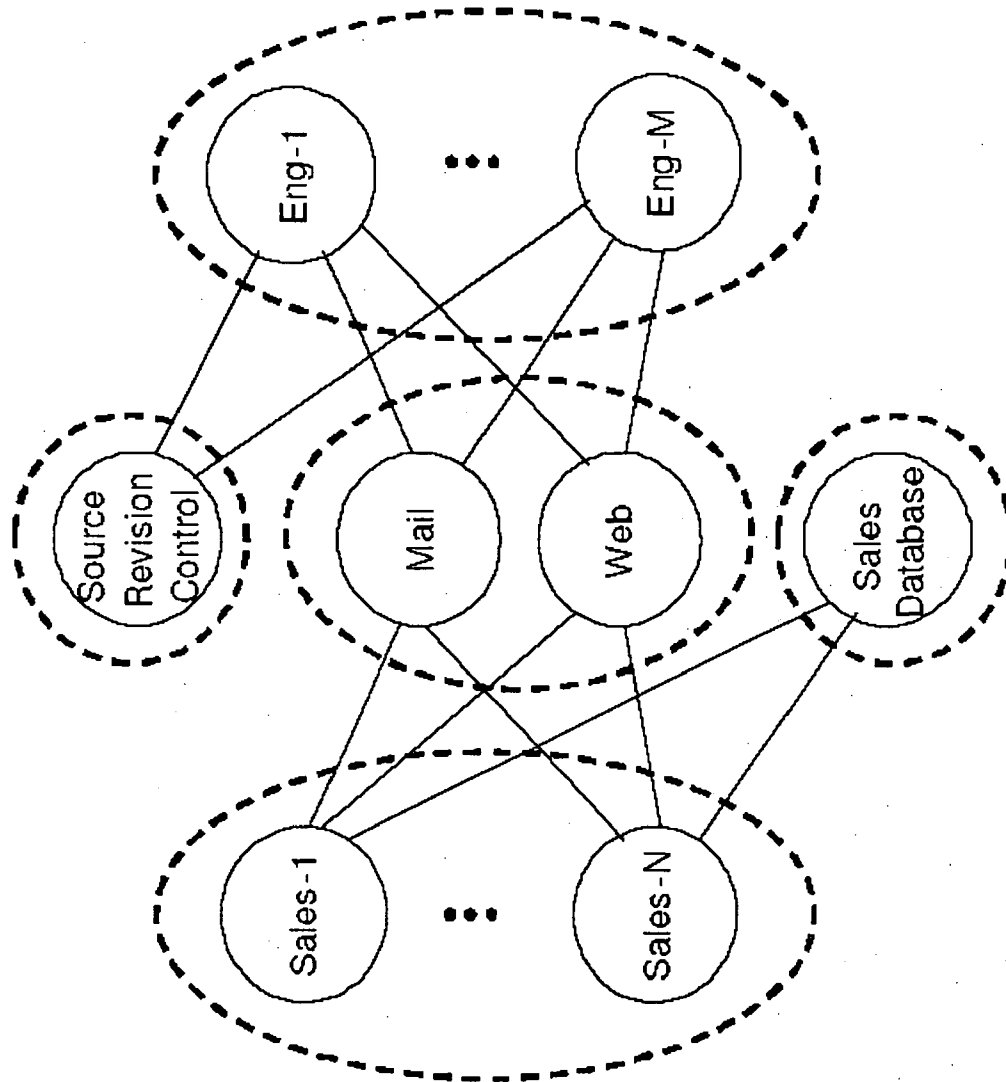 Source
Revision
Control
Sales-1
Mail
Eng-1
Sales-N
Web
Eng-M
Sales
Database